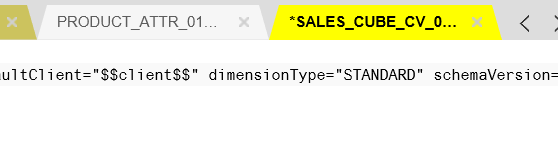 PRODUCT_ATTR_01...
*SALES_CUBE_CV_0...
aultClient="$$client$$" dimensionType="STANDARD" schemaVersion=